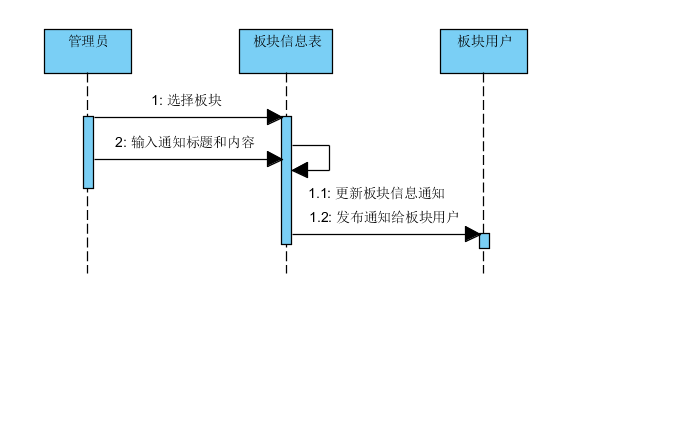 管理员
板块信息表
板块用户
1: 选择板块
2: 输入通知标题和内容
1.1: 更新板块信息通知
1.2: 发布通知给板块用户